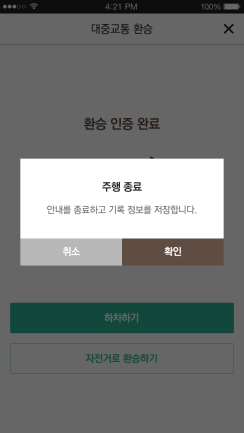 4:21 PM
100%
대중교통 환승
환승 인증 완료
주행 종료
안내를 종료하고 기록 정보를 저장합니다.
취소
확인
하차하기
자전거로 환승하기